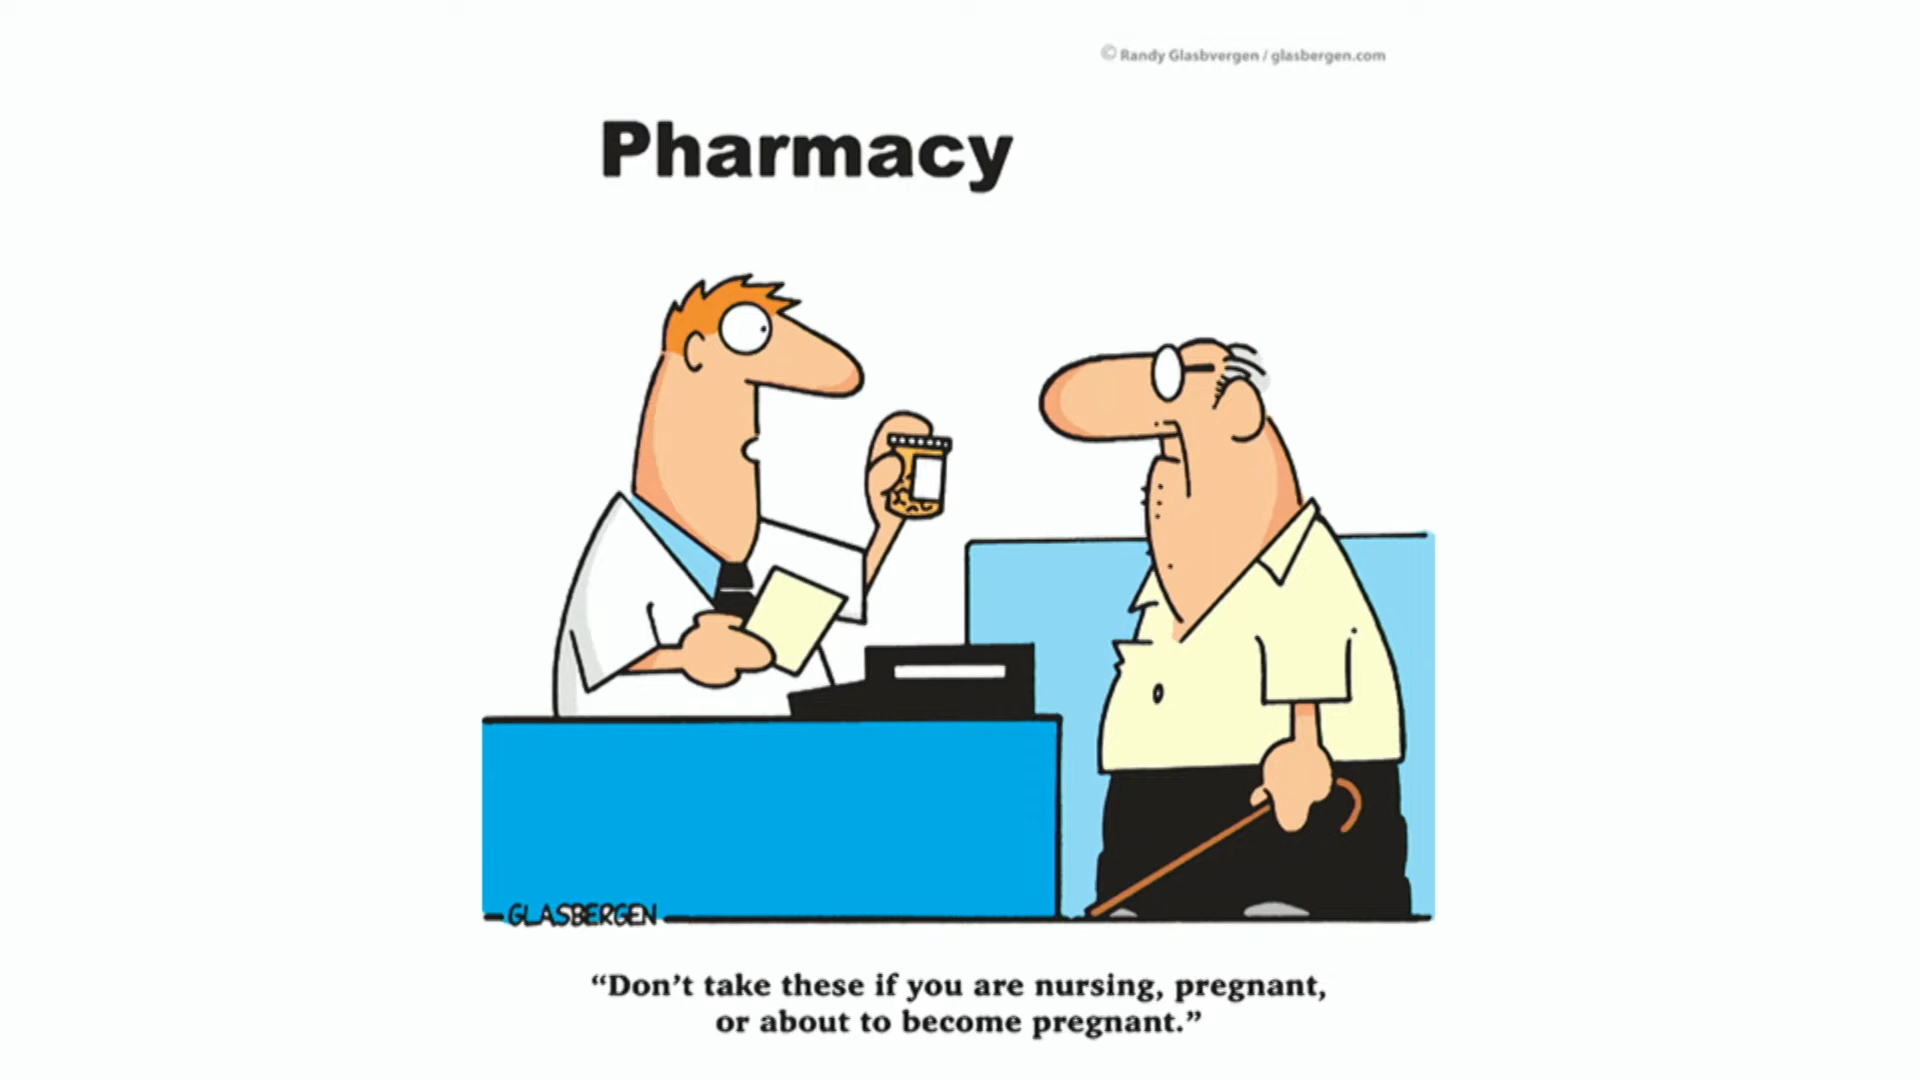 © Randy Glasbvergen / glasbergen.com
Pharmacy
GLASBERGEN
“Don’t take these if you are nursing, pregnant,
or about to become pregnant.”